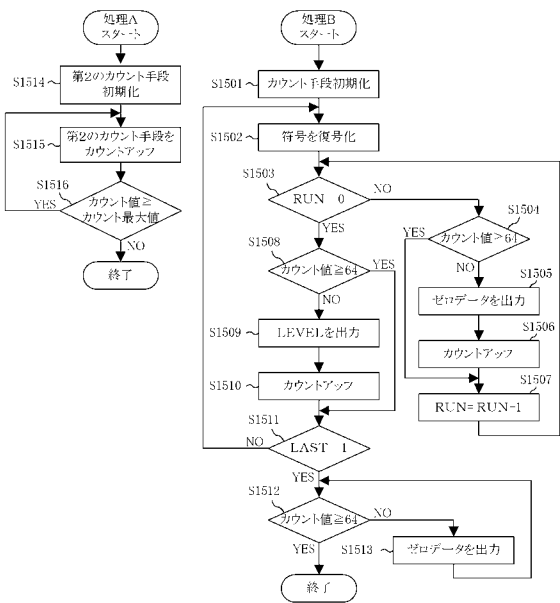 処理A
スタート
S1514
第2のカウント手段
初期化
S1515
第2のカウント手段を
カウントアップ
S1516
カウント値≧
カウント最大値
YES
NO
終了
処理B
スタート
S1501
カウント手段初期化
S1502
符号を復号化
S1503
RUN 0
NO
YES
S1504
カウント値≧64
YES
NO
S1505
ゼロデータを出力
S1506
カウントアップ
S1507
RUN=RUN-1
S1508
カウント値≧64
YES
NO
S1509
LEVELを出力
S1510
カウントアップ
S1511
LAST 1
NO
YES
S1512
カウント値≧64
NO
YES
S1513
ゼロデータを出力
終了